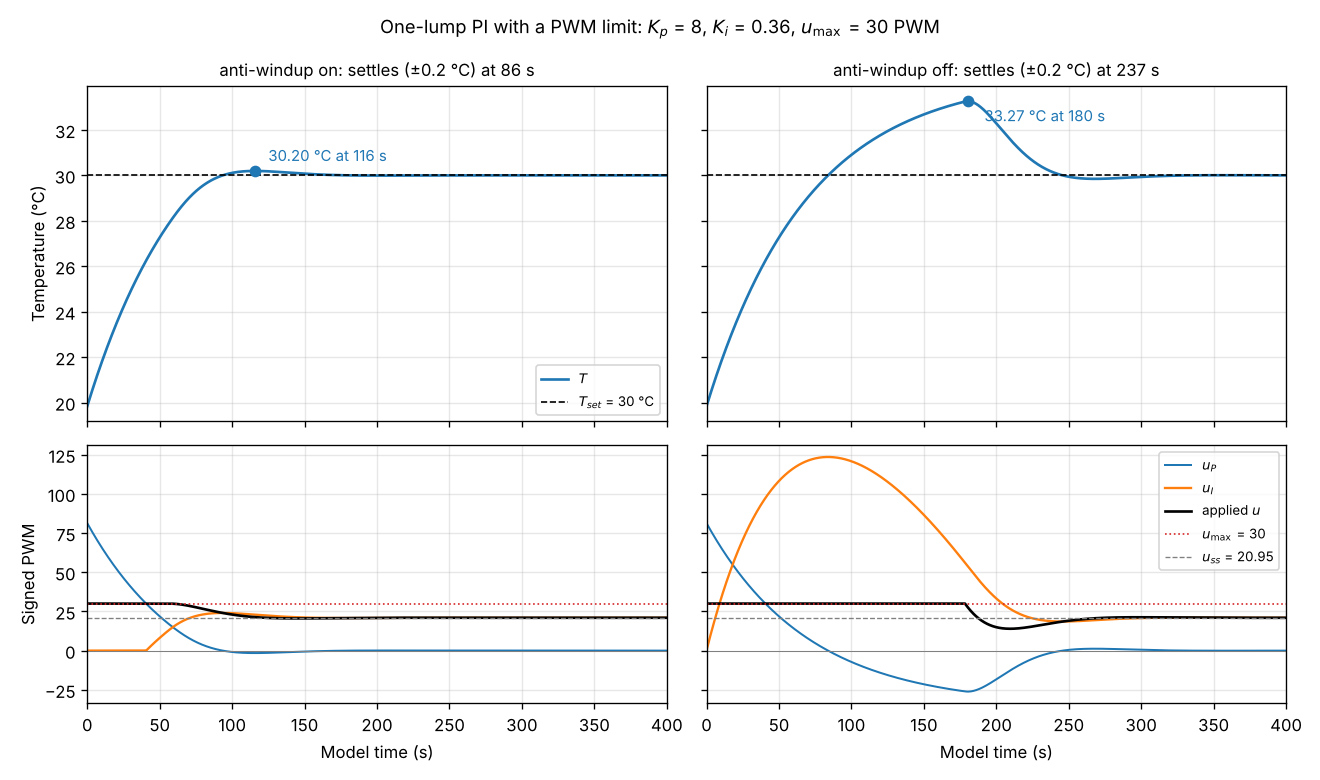 One-lump PI with a PWM limit: Kp = 8, Ki = 0.36, umax = 30 PWM
anti-windup on: settles (±0.2 °C) at 86 s
anti-windup off: settles (±0.2 °C) at 237 s
Temperature (°C)
32
30
28
26
24
22
20
30.20 °C at 116 s
T
Tset = 30 °C
33.27 °C at 180 s
Signed PWM
125
100
75
50
25
0
−25
uP
uI
applied u
umax = 30
uss = 20.95
0 50 100 150 200 250 300 350 400
0 50 100 150 200 250 300 350 400
Model time (s)
Model time (s)